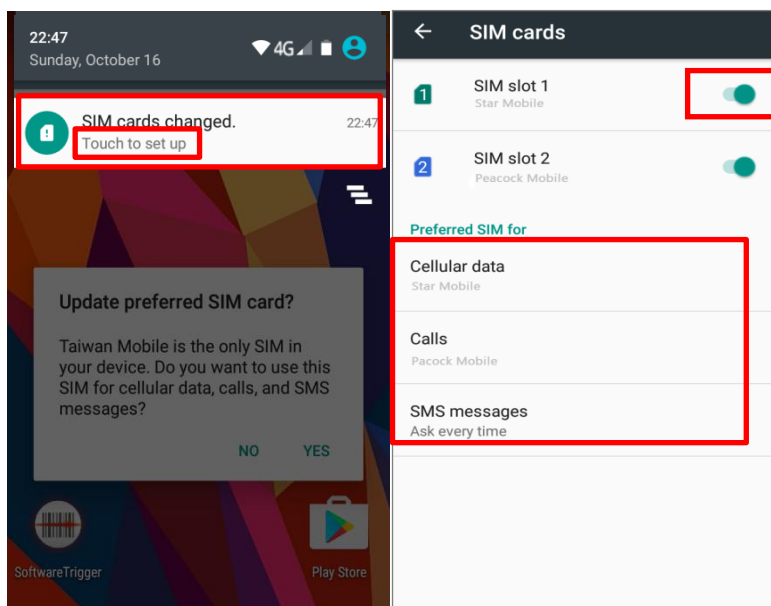 22:47
Sunday, October 16
4G
SIM cards changed.
22:47
Touch to set up
Update preferred SIM card?
Taiwan Mobile is the only SIM in
your device. Do you want to use this
SIM for cellular data, calls, and SMS
messages?
NO YES
SoftwareTrigger
Play Store
SIM cards
1
SIM slot 1
Star Mobile
2
SIM slot 2
Peacock Mobile
Preferred SIM for
Cellular data
Star Mobile
Calls
Pacock Mobile
SMS messages
Ask every time